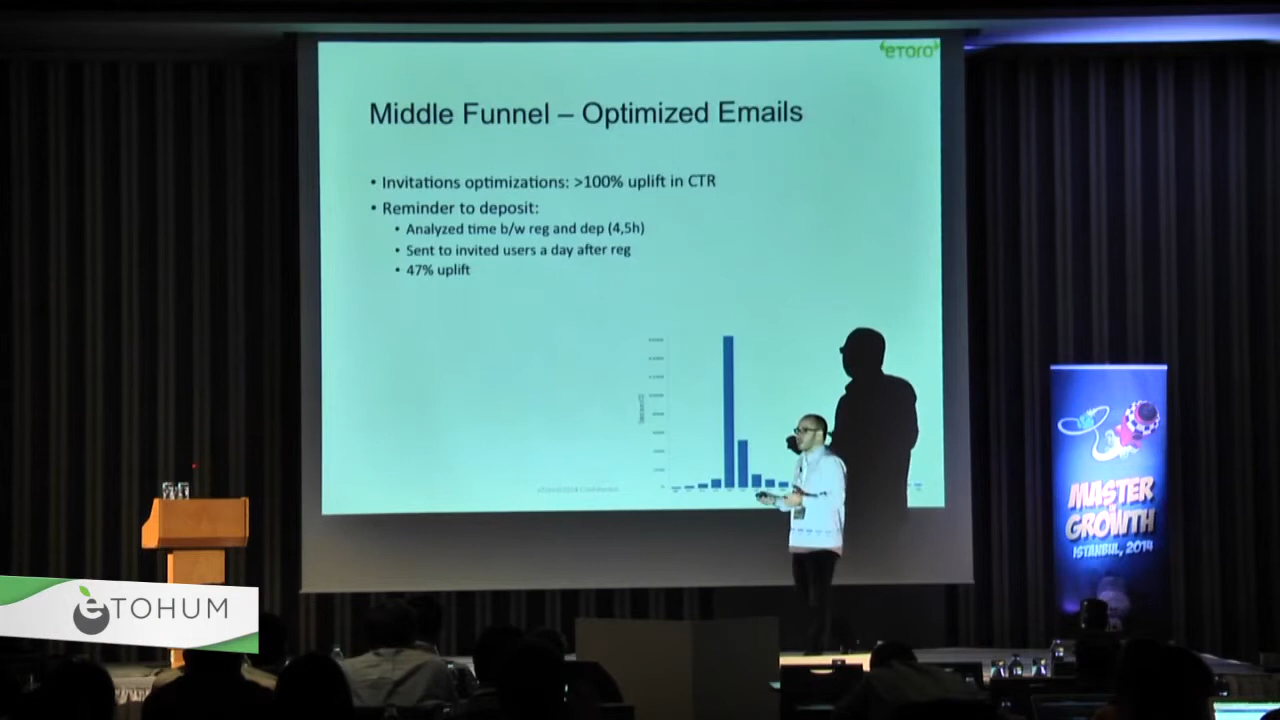 eToro
Middle Funnel – Optimized Emails
• Invitations optimizations: >100% uplift in CTR
• Reminder to deposit:
• Analyzed time b/w reg and dep (4,5h)
• Sent to invited users a day after reg
• 47% uplift
MASTER
of
GROWTH
ISTANBUL, 2014
eTOHUM